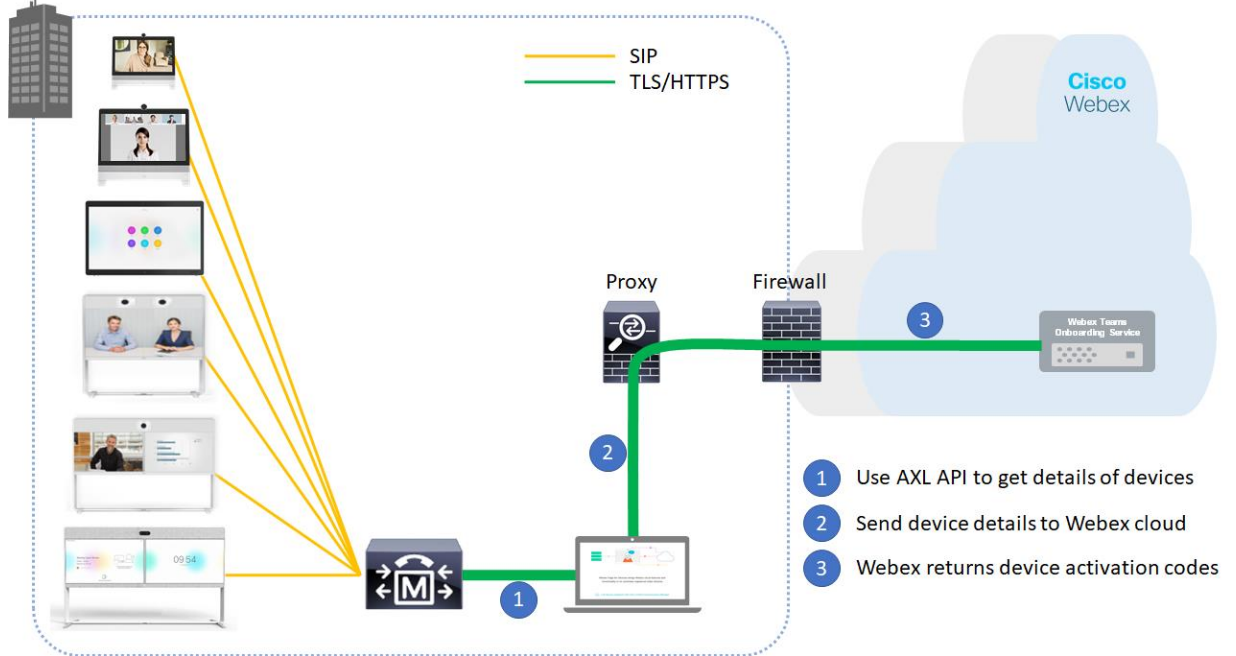 SIP
TLS/HTTPS
Cisco
Webex
Proxy
Firewall
3
Webex Teams
Onboarding Service
2
1 Use AXL API to get details of devices
2 Send device details to Webex cloud
3 Webex returns device activation codes
09:54
M
1